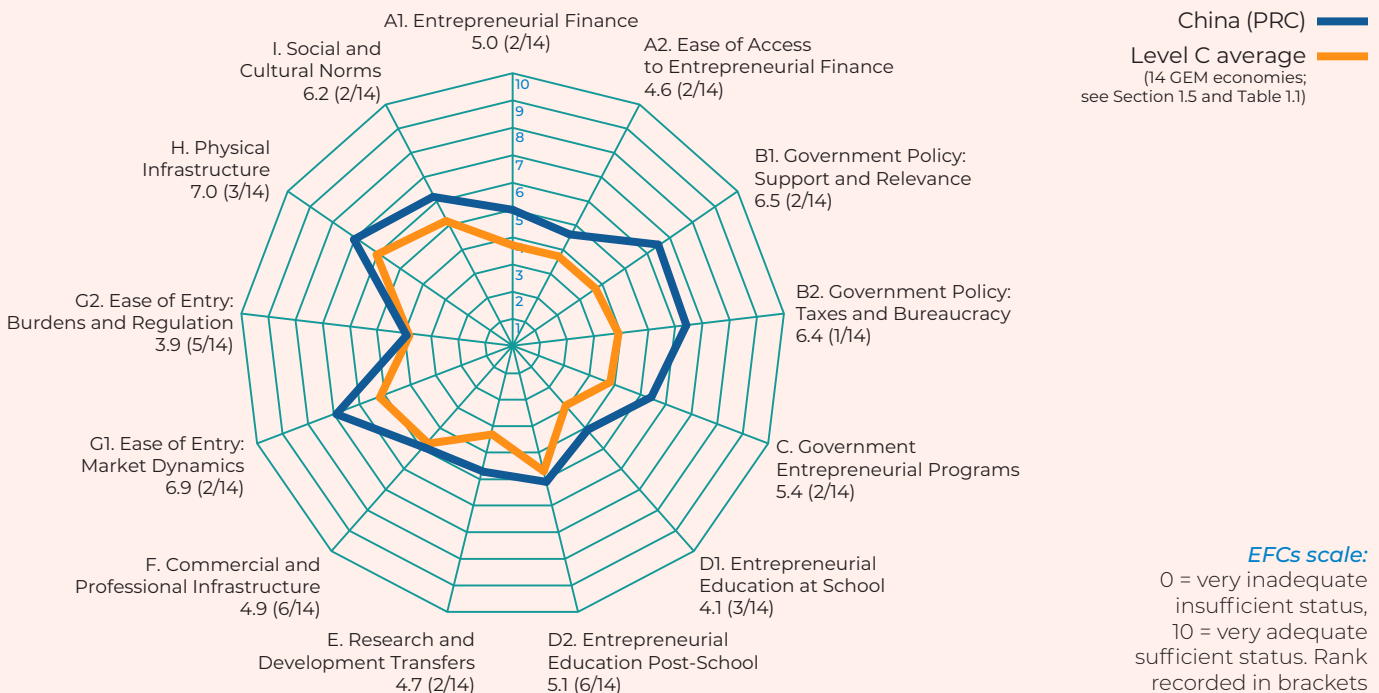 A1. Entrepreneurial Finance
5.0 (2/14)
A2. Ease of Access
to Entrepreneurial Finance
4.6 (2/14)
B1. Government Policy:
Support and Relevance
6.5 (2/14)
B2. Government Policy:
Taxes and Bureaucracy
6.4 (1/14)
C. Government
Entrepreneurial Programs
5.4 (2/14)
D1. Entrepreneurial
Education at School
4.1 (3/14)
D2. Entrepreneurial
Education Post-School
5.1 (6/14)
E. Research and
Development Transfers
4.7 (2/14)
F. Commercial and
Professional Infrastructure
4.9 (6/14)
G1. Ease of Entry:
Market Dynamics
6.9 (2/14)
G2. Ease of Entry:
Burdens and Regulation
3.9 (5/14)
H. Physical
Infrastructure
7.0 (3/14)
I. Social and
Cultural Norms
6.2 (2/14)
10
9
8
7
6
5
3
2
1
China (PRC)
Level C average
(14 GEM economies;
see Section 1.5 and Table 1.1)
EFCs scale:
0 = very inadequate
insufficient status,
10 = very adequate
sufficient status. Rank
recorded in brackets